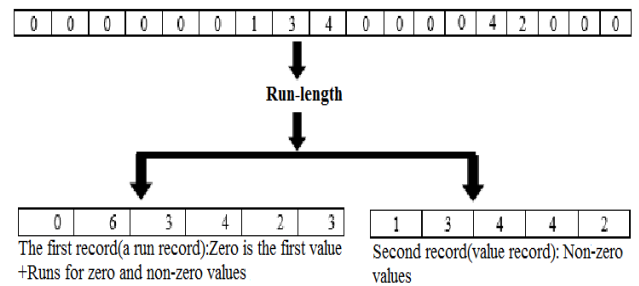 0 0 0 0 0 0 1 3 4 0 0 0 0 4 2 0 0 0
Run-length
0 6 3 4 2 3
1 3 4 4 2
The first record(a run record):Zero is the first value
+Runs for zero and non-zero values
Second record(value record): Non-zero
values